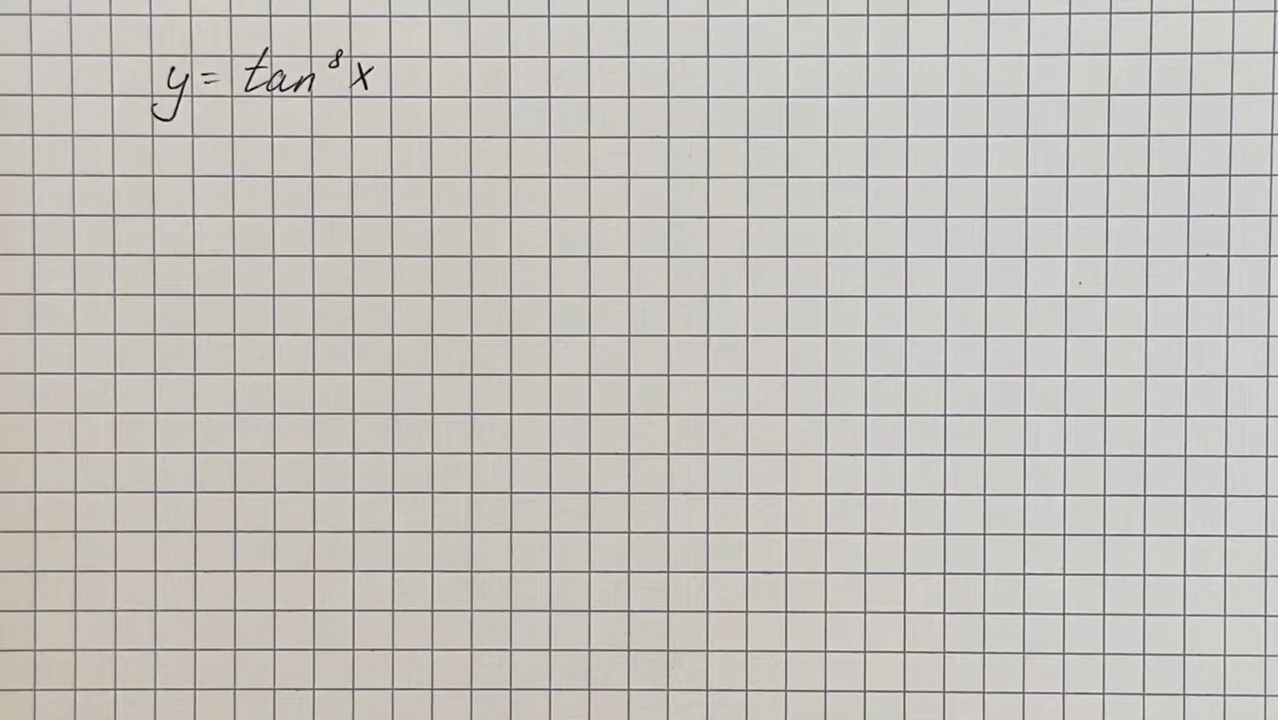 y = tan⁸ x